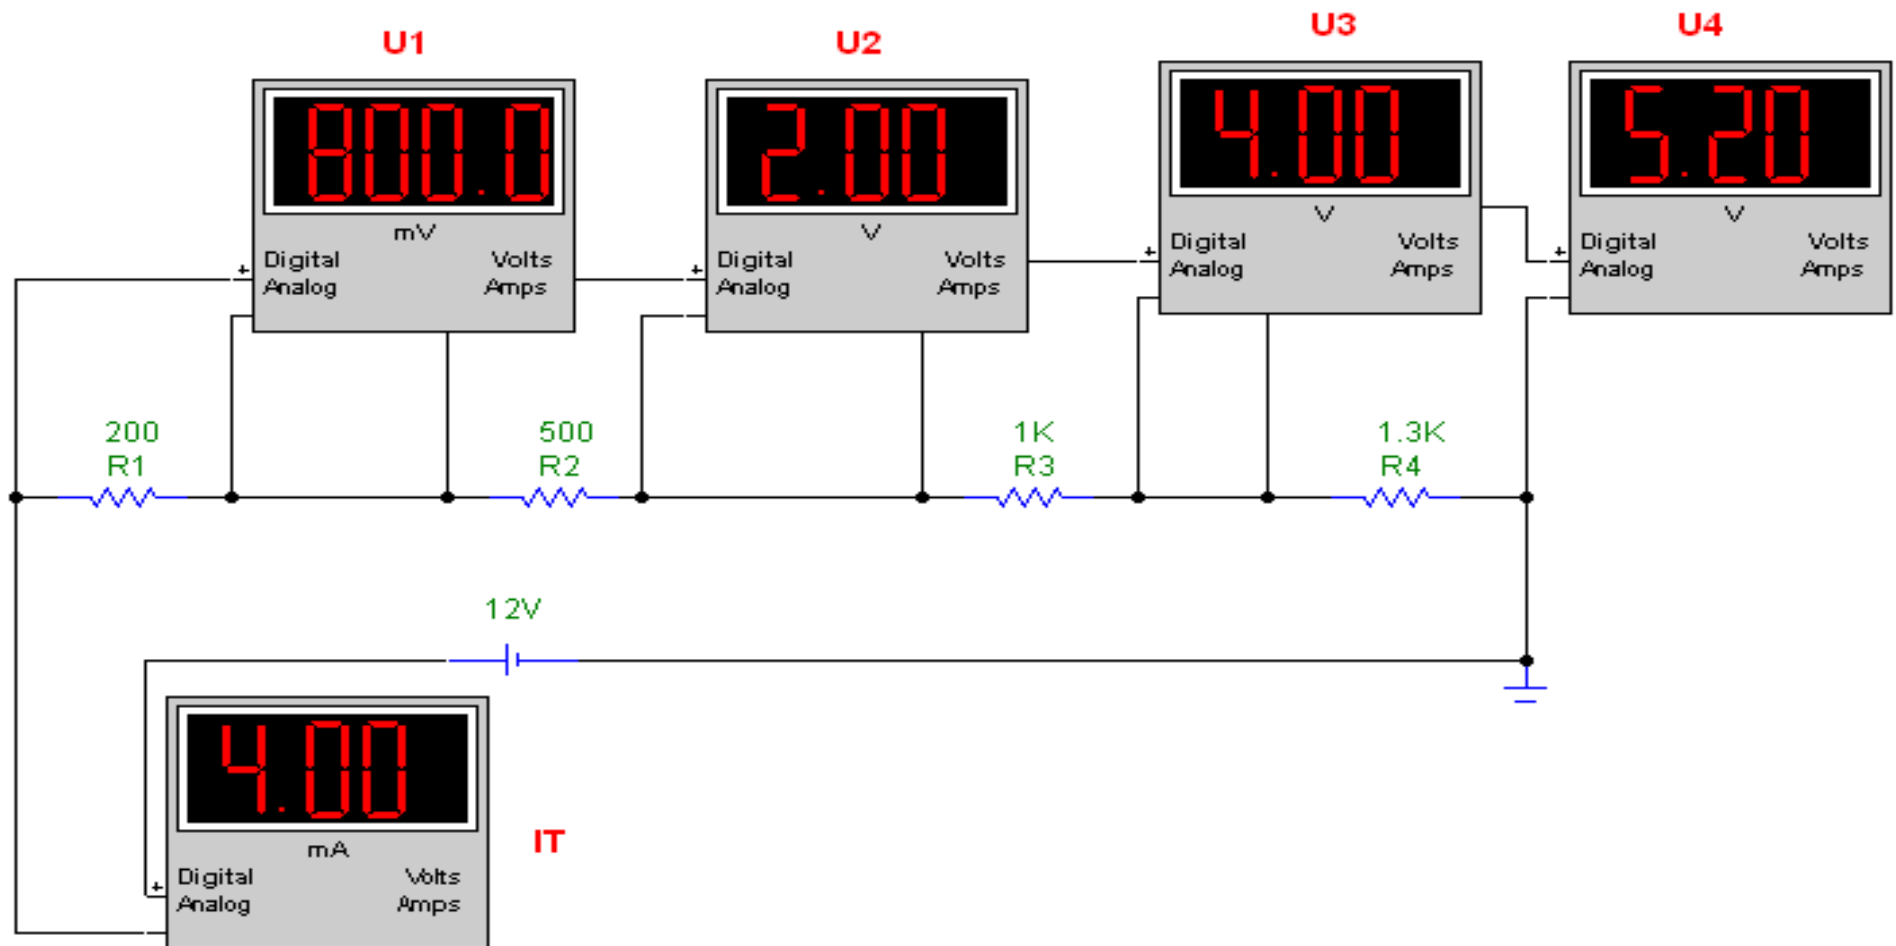 U1
U2
U3
U4
800.0
2.00
4.00
5.20
mV
V
V
V
+ Digital Volts
Analog Amps
+ Digital Volts
Analog Amps
+ Digital Volts
Analog Amps
+ Digital Volts
Analog Amps
200
R1
500
R2
1K
R3
1.3K
R4
12V
4.00
mA
IT
+ Digital Volts
Analog Amps